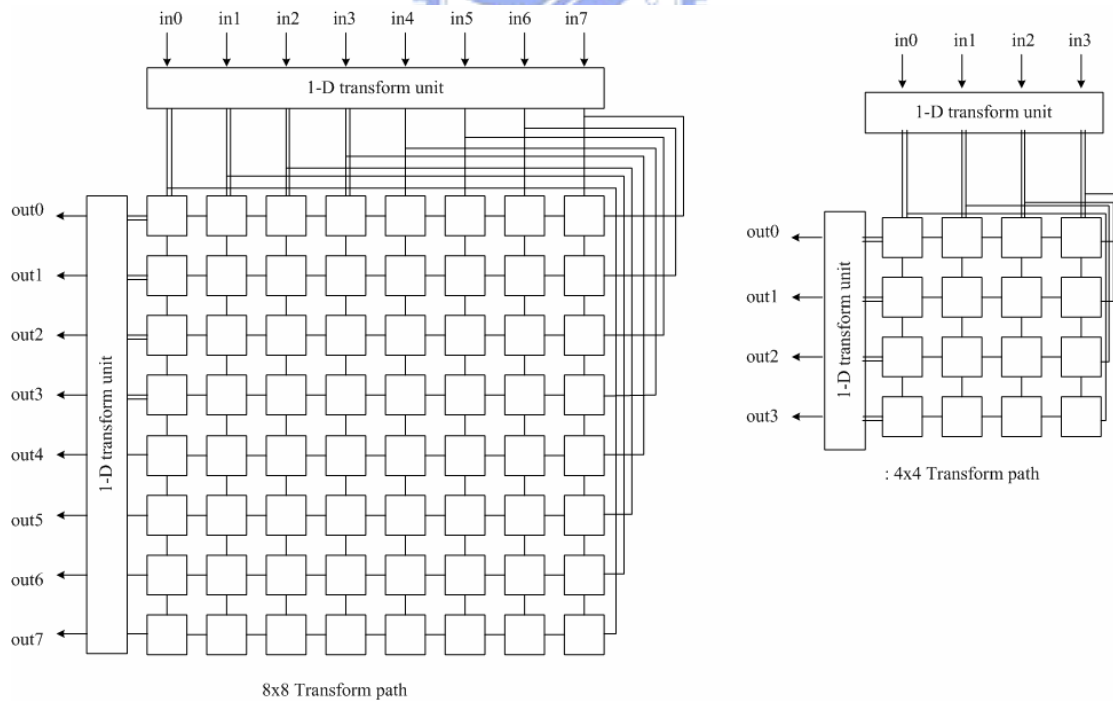 in0 in1 in2 in3 in4 in5 in6 in7
1-D transform unit
out0
out1
out2
out3
out4
out5
out6
out7
1-D transform unit
8x8 Transform path
in0 in1 in2 in3
1-D transform unit
out0
out1
out2
out3
1-D transform unit
: 4x4 Transform path